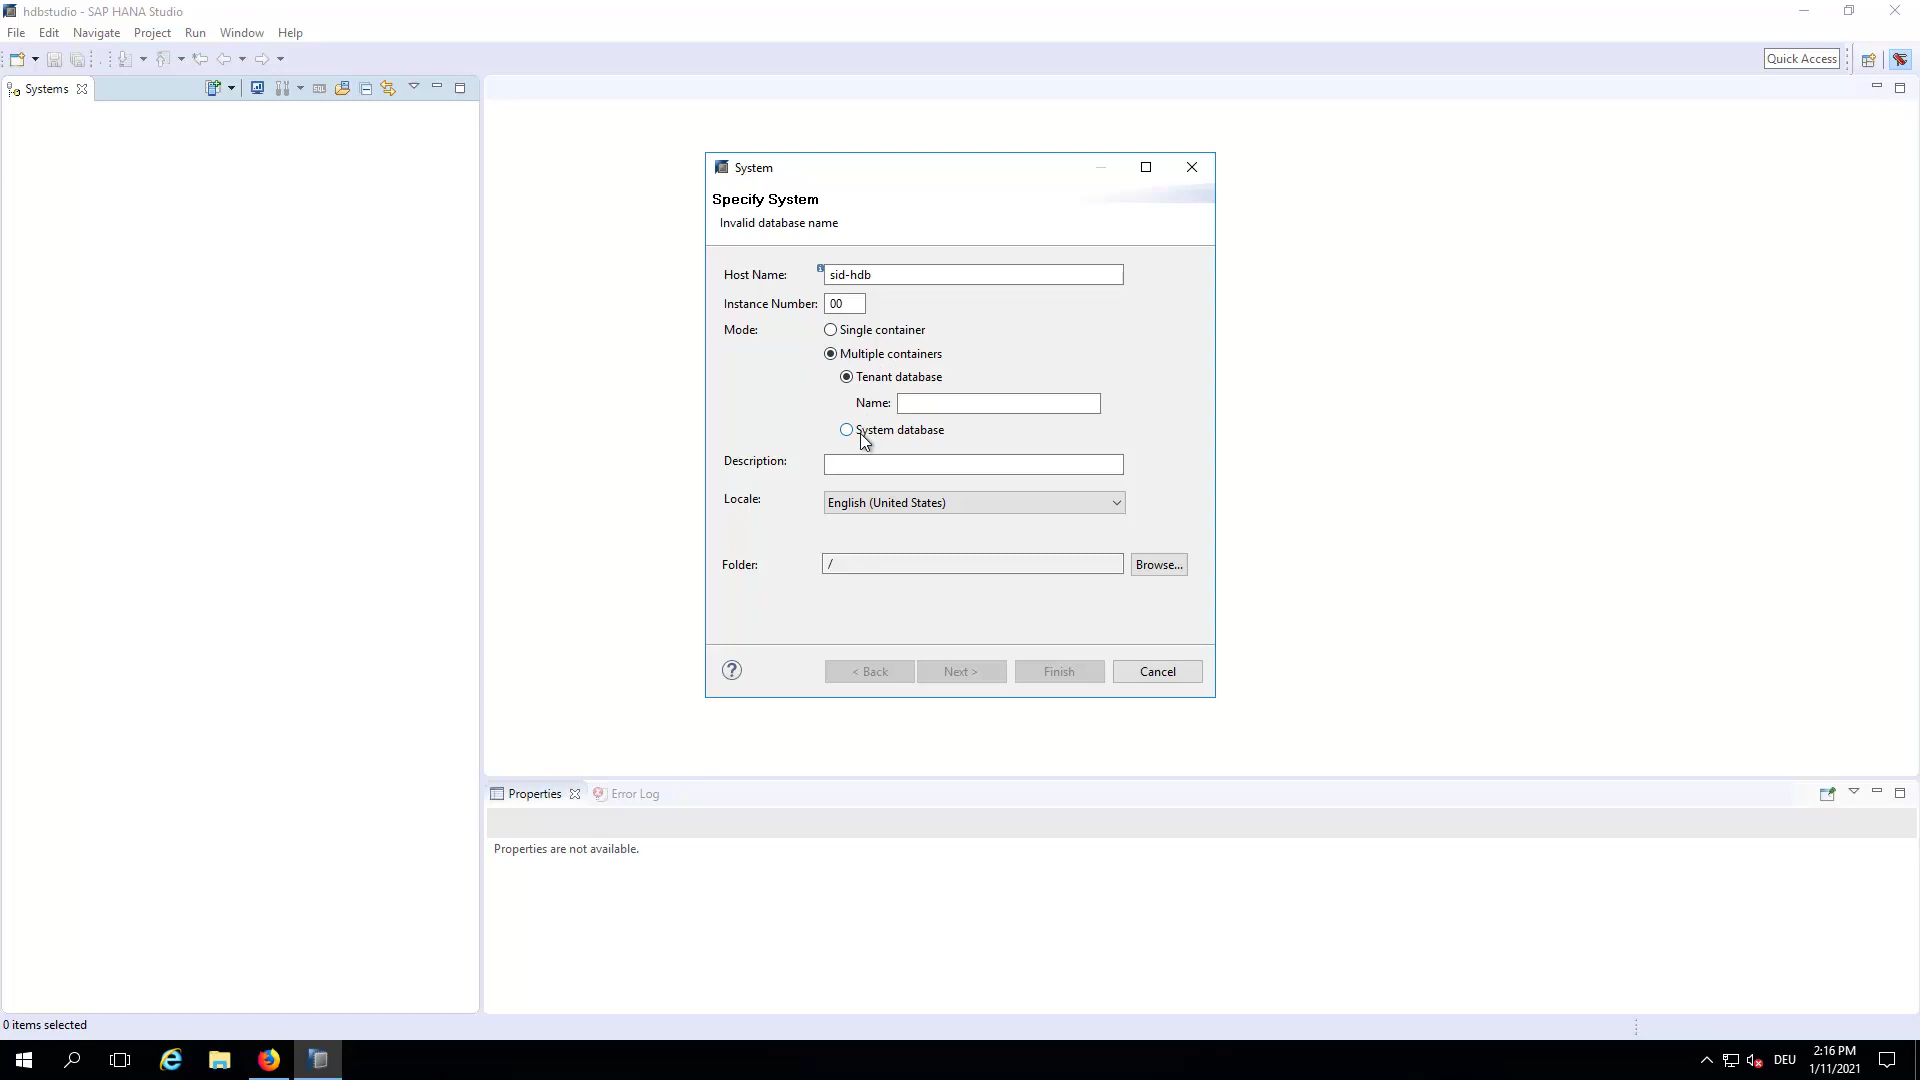 hdbstudio - SAP HANA Studio
File Edit Navigate Project Run Window Help
Quick Access
Systems
System
Specify System
Invalid database name
Host Name: sid-hdb
Instance Number: 00
Mode: Single container
Multiple containers
Tenant database
Name:
System database
Description:
Locale: English (United States)
Folder: / Browse...
? < Back Next > Finish Cancel
Properties Error Log
Properties are not available.
0 items selected
DEU
2:16 PM
1/11/2021